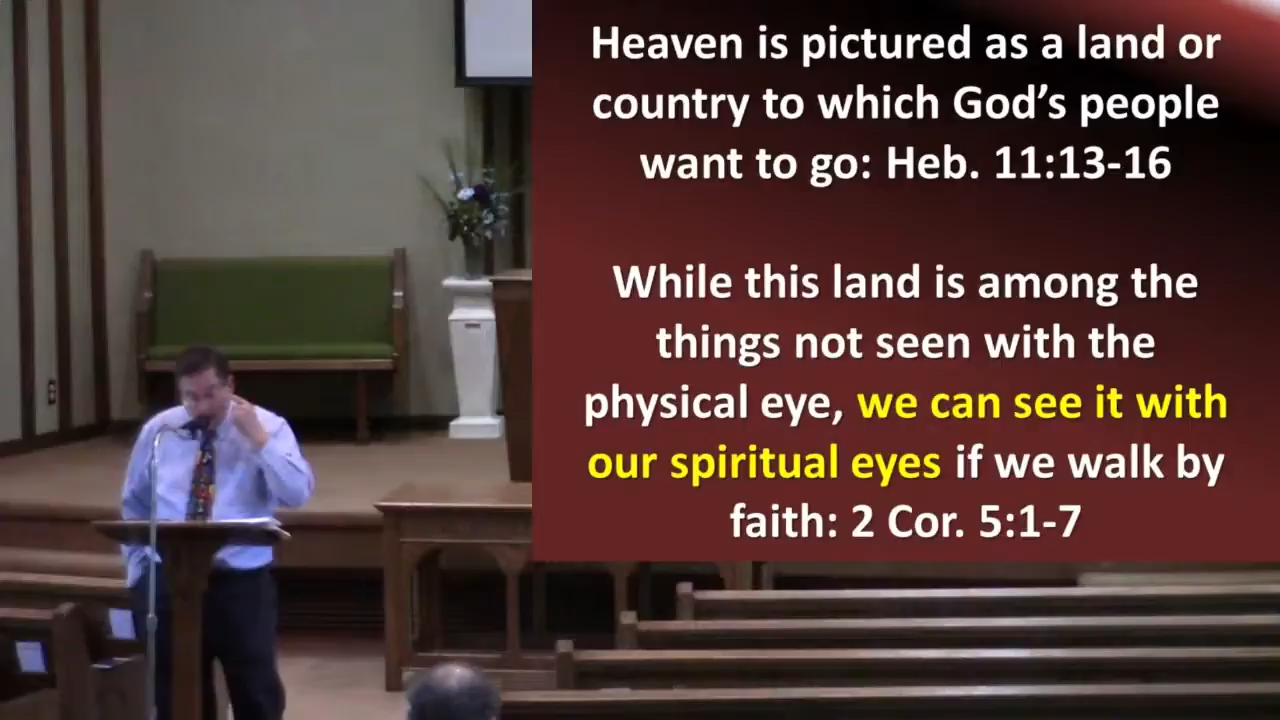 Heaven is pictured as a land or
country to which God’s people
want to go: Heb. 11:13-16
While this land is among the
things not seen with the
physical eye, we can see it with
our spiritual eyes if we walk by
faith: 2 Cor. 5:1-7